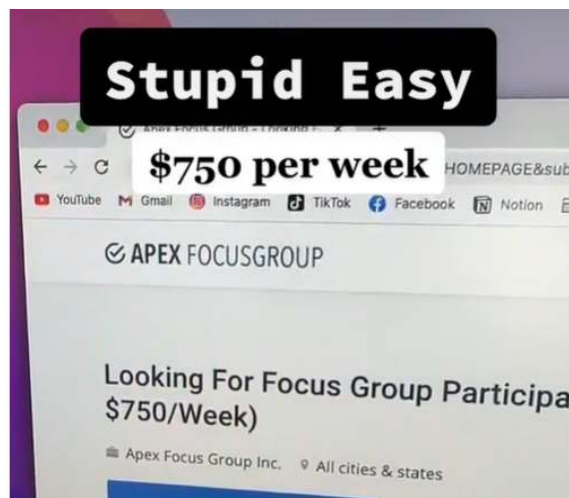 Stupid Easy
$750 per week
HOMEPAGE&sub
YouTube Gmail Instagram TikTok Facebook Notion
APEX FOCUSGROUP
Looking For Focus Group Participa
$750/Week)
Apex Focus Group Inc. All cities & states